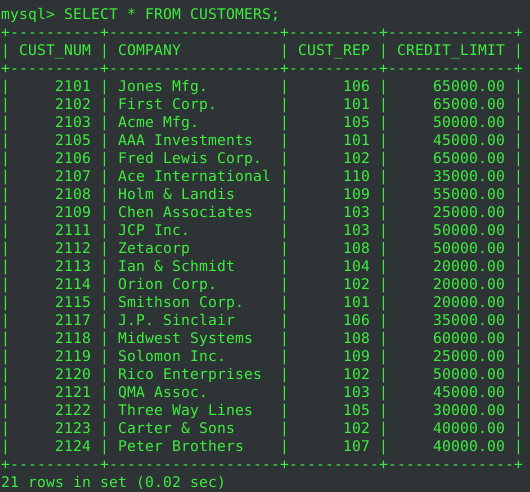 mysql> SELECT * FROM CUSTOMERS;
+----------+-------------------+----------+--------------+
| CUST_NUM | COMPANY           | CUST_REP | CREDIT_LIMIT |
+----------+-------------------+----------+--------------+
|     2101 | Jones Mfg.        |      106 |     65000.00 |
|     2102 | First Corp.       |      101 |     65000.00 |
|     2103 | Acme Mfg.         |      105 |     50000.00 |
|     2105 | AAA Investments   |      101 |     45000.00 |
|     2106 | Fred Lewis Corp.  |      102 |     65000.00 |
|     2107 | Ace International |      110 |     35000.00 |
|     2108 | Holm & Landis     |      109 |     55000.00 |
|     2109 | Chen Associates   |      103 |     25000.00 |
|     2111 | JCP Inc.          |      103 |     50000.00 |
|     2112 | Zetacorp          |      108 |     50000.00 |
|     2113 | Ian & Schmidt     |      104 |     20000.00 |
|     2114 | Orion Corp.       |      102 |     20000.00 |
|     2115 | Smithson Corp.    |      101 |     20000.00 |
|     2117 | J.P. Sinclair     |      106 |     35000.00 |
|     2118 | Midwest Systems   |      108 |     60000.00 |
|     2119 | Solomon Inc.      |      109 |     25000.00 |
|     2120 | Rico Enterprises  |      102 |     50000.00 |
|     2121 | QMA Assoc.        |      103 |     45000.00 |
|     2122 | Three Way Lines   |      105 |     30000.00 |
|     2123 | Carter & Sons     |      102 |     40000.00 |
|     2124 | Peter Brothers    |      107 |     40000.00 |
+----------+-------------------+----------+--------------+
21 rows in set (0.02 sec)